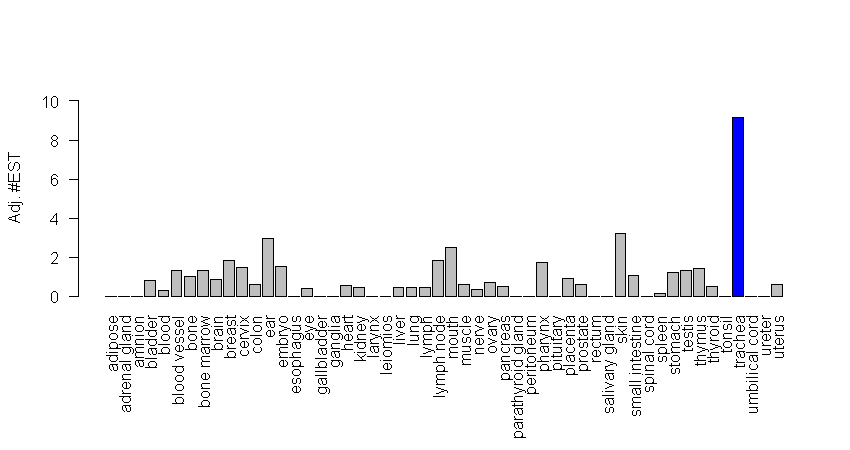 Adj. #EST
10
8
6
4
2
0
adipose
adrenal gland
amnion
bladder
blood
blood vessel
bone
bone marrow
brain
breast
cervix
colon
ear
embryo
esophagus
eye
gallbladder
ganglia
heart
kidney
larynx
leiomios
liver
lung
lymph
lymph node
mouth
muscle
nerve
ovary
pancreas
parathyroid gland
peritoneum
pharynx
pituitary
placenta
prostate
rectum
salivary gland
skin
small intestine
spinal cord
spleen
stomach
testis
thymus
thyroid
tonsil
trachea
umbilical cord
ureter
uterus